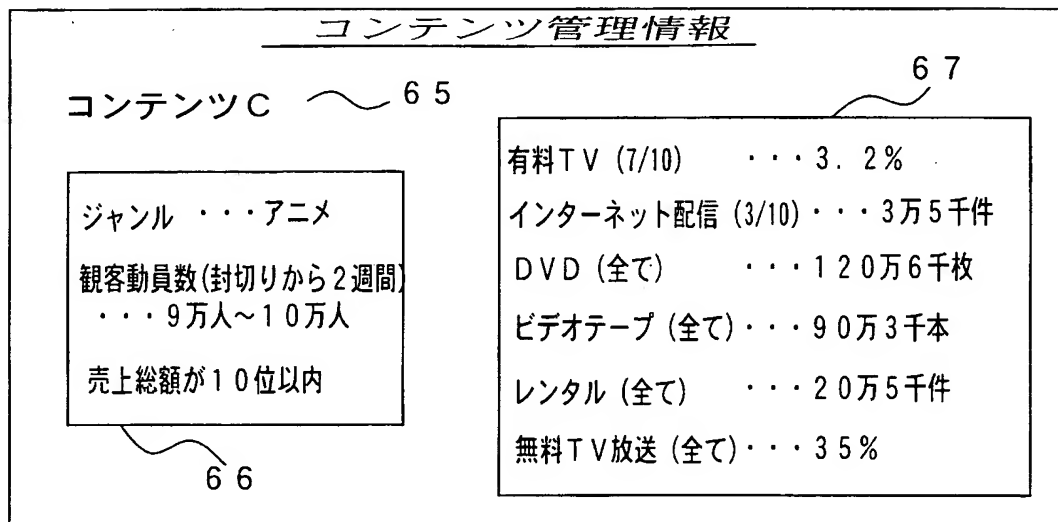 コンテンツ管理情報
コンテンツC 65
67
ジャンル ・・・アニメ
観客動員数(封切りから2週間)
・・・9万人~10万人
売上総額が10位以内
66
有料TV (7/10) ・・・3. 2%
インターネット配信 (3/10)・・・3万5千件
DVD (全て) ・・・120万6千枚
ビデオテープ (全て)・・・90万3千本
レンタル (全て) ・・・20万5千件
無料TV放送 (全て)・・・35%